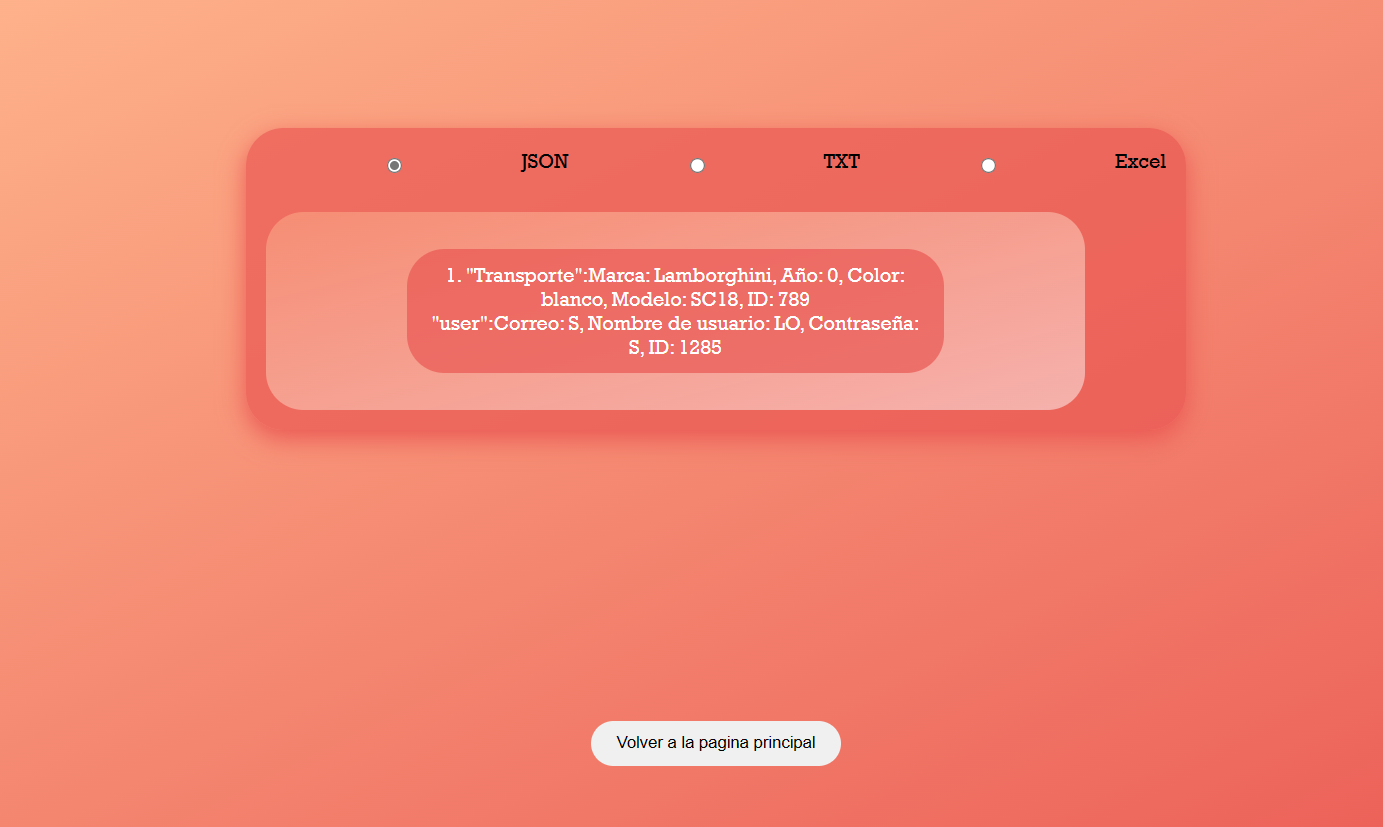 JSON TXT Excel
1. "Transporte":Marca: Lamborghini, Año: 0, Color:
blanco, Modelo: SC18, ID: 789
"user":Correo: S, Nombre de usuario: LO, Contraseña:
S, ID: 1285
Volver a la pagina principal